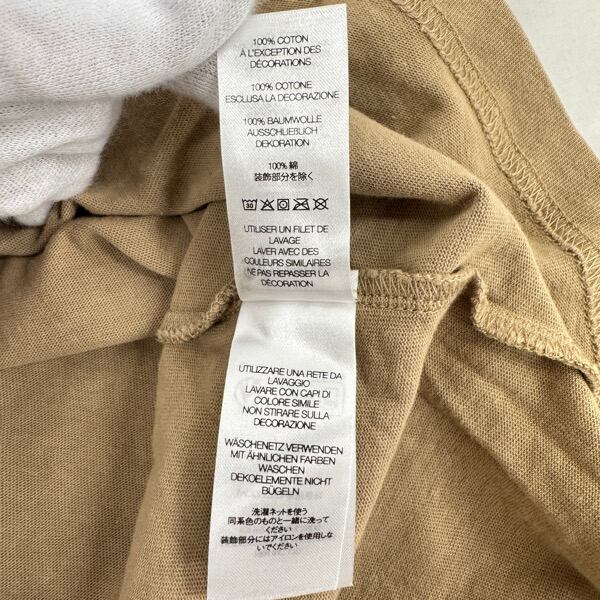 100% COTON
À L'EXCEPTION DES
DÉCORATIONS
100% COTONE
ESCLUSA LA DECORAZIONE
100% BAUMWOLLE
AUSSCHLIEßLICH
DEKORATION
100% 綿
装飾部分を除く
30
UTILISER UN FILET DE
LAVAGE
LAVER AVEC DES
COULEURS SIMILAIRES
NE PAS REPASSER LA
DÉCORATION
UTILIZZARE UNA RETE DA
LAVAGGIO
LAVARE CON CAPI DI
COLORE SIMILE
NON STIRARE SULLA
DECORAZIONE
WÄSCHENETZ VERWENDEN
MIT ÄHNLICHEN FARBEN
WASCHEN
DEKOELEMENTE NICHT
BÜGELN
洗濯ネットを使う
同系色のものと一緒に洗って
ください
装飾部分にはアイロンを使用しな
いでください